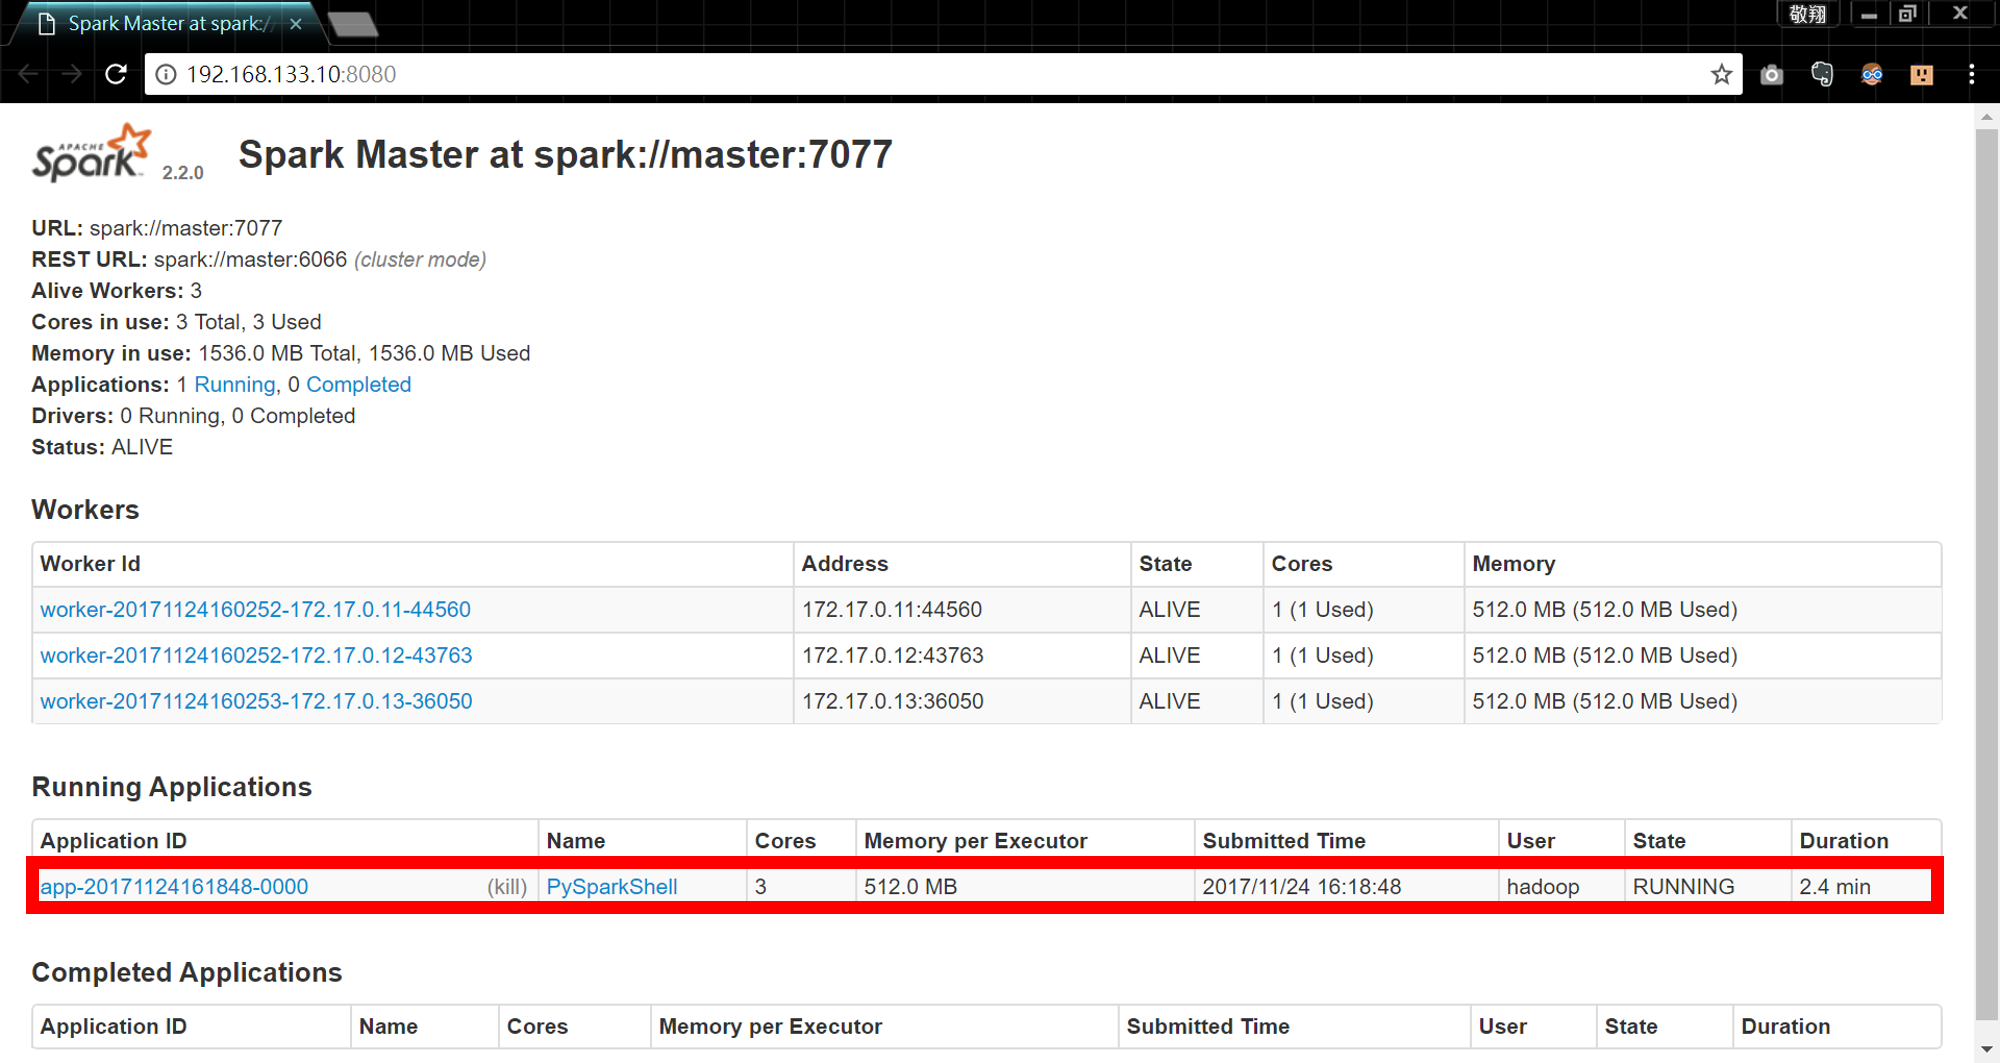 Spark Master at spark://
敬翔
192.168.133.10:8080
APACHE Spark 2.2.0
Spark Master at spark://master:7077
URL: spark://master:7077
REST URL: spark://master:6066 (cluster mode)
Alive Workers: 3
Cores in use: 3 Total, 3 Used
Memory in use: 1536.0 MB Total, 1536.0 MB Used
Applications: 1 Running, 0 Completed
Drivers: 0 Running, 0 Completed
Status: ALIVE
Workers
Worker Id Address State Cores Memory
worker-20171124160252-172.17.0.11-44560 172.17.0.11:44560 ALIVE 1 (1 Used) 512.0 MB (512.0 MB Used)
worker-20171124160252-172.17.0.12-43763 172.17.0.12:43763 ALIVE 1 (1 Used) 512.0 MB (512.0 MB Used)
worker-20171124160253-172.17.0.13-36050 172.17.0.13:36050 ALIVE 1 (1 Used) 512.0 MB (512.0 MB Used)
Running Applications
Application ID Name Cores Memory per Executor Submitted Time User State Duration
app-20171124161848-0000 (kill) PySparkShell 3 512.0 MB 2017/11/24 16:18:48 hadoop RUNNING 2.4 min
Completed Applications
Application ID Name Cores Memory per Executor Submitted Time User State Duration